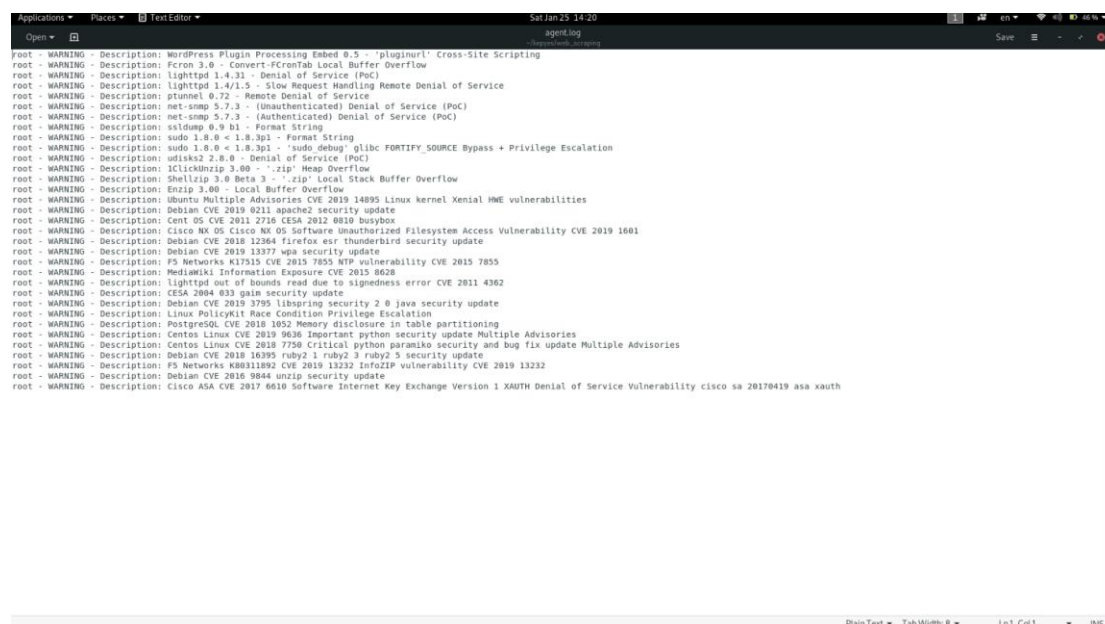 Applications Places Text Editor Sat Jan 25 14:20 1 en 46 %
Open agent.log Save
web_scraping
root - WARNING - Description: WordPress Plugin Processing Embed 0.5 - 'pluginurl' Cross-Site Scripting
root - WARNING - Description: Fcron 3.0 - Convert-FCronTab Local Buffer Overflow
root - WARNING - Description: lighttpd 1.4.31 - Denial of Service (PoC)
root - WARNING - Description: lighttpd 1.4/1.5 - Slow Request Handling Remote Denial of Service
root - WARNING - Description: ptunnel 0.72 - Remote Denial of Service
root - WARNING - Description: net-snmp 5.7.3 - (Unauthenticated) Denial of Service (PoC)
root - WARNING - Description: net-snmp 5.7.3 - (Authenticated) Denial of Service (PoC)
root - WARNING - Description: ssldump 0.9 b1 - Format String
root - WARNING - Description: sudo 1.8.0 < 1.8.3p1 - Format String
root - WARNING - Description: sudo 1.8.0 < 1.8.3p1 - 'sudo_debug' glibc FORTIFY_SOURCE Bypass + Privilege Escalation
root - WARNING - Description: udisks2 2.8.0 - Denial of Service (PoC)
root - WARNING - Description: 1ClickUnzip 3.00 - '.zip' Heap Overflow
root - WARNING - Description: Shellzip 3.0 Beta 3 - '.zip' Local Stack Buffer Overflow
root - WARNING - Description: Enzip 3.00 - Local Buffer Overflow
root - WARNING - Description: Ubuntu Multiple Advisories CVE 2019 14895 Linux kernel Xenial HWE vulnerabilities
root - WARNING - Description: Debian CVE 2019 0211 apache2 security update
root - WARNING - Description: Cent OS CVE 2011 2716 CESA 2012 0810 busybox
root - WARNING - Description: Cisco NX OS Cisco NX OS Software Unauthorized Filesystem Access Vulnerability CVE 2019 1601
root - WARNING - Description: Debian CVE 2018 12364 firefox esr thunderbird security update
root - WARNING - Description: Debian CVE 2019 13377 wpa security update
root - WARNING - Description: F5 Networks K17515 CVE 2015 7855 NTP vulnerability CVE 2015 7855
root - WARNING - Description: MediaWiki Information Exposure CVE 2015 8628
root - WARNING - Description: lighttpd out of bounds read due to signedness error CVE 2011 4362
root - WARNING - Description: CESA 2004 033 gaim security update
root - WARNING - Description: Debian CVE 2019 3795 libspring security 2 0 java security update
root - WARNING - Description: Linux PolicyKit Race Condition Privilege Escalation
root - WARNING - Description: PostgreSQL CVE 2018 1052 Memory disclosure in table partitioning
root - WARNING - Description: Centos Linux CVE 2019 9636 Important python security update Multiple Advisories
root - WARNING - Description: Centos Linux CVE 2018 7750 Critical python paramiko security and bug fix update Multiple Advisories
root - WARNING - Description: Debian CVE 2018 16395 ruby2 1 ruby2 3 ruby2 5 security update
root - WARNING - Description: F5 Networks K80311892 CVE 2019 13232 InfoZIP vulnerability CVE 2019 13232
root - WARNING - Description: Debian CVE 2016 9844 unzip security update
root - WARNING - Description: Cisco ASA CVE 2017 6610 Software Internet Key Exchange Version 1 XAUTH Denial of Service Vulnerability cisco sa 20170419 asa xauth
Plain Text Tab Width: 8 Ln 1, Col 1 INS